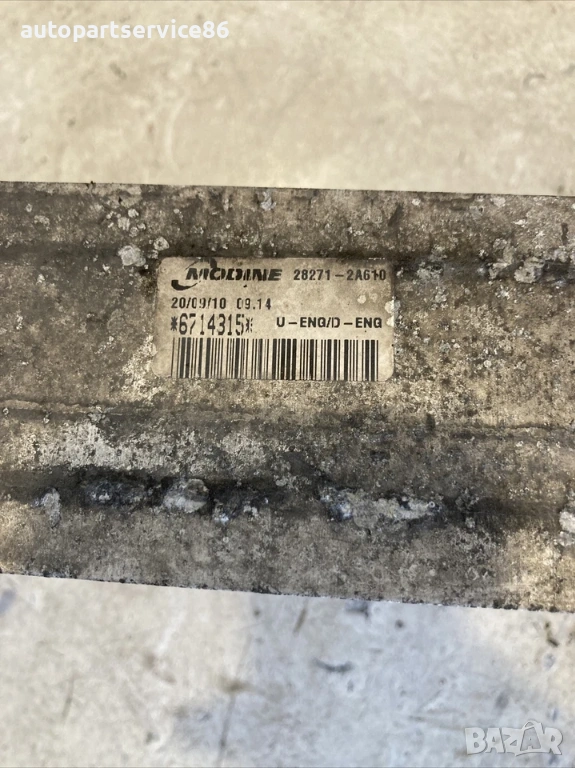 autopartservice86
MODINE 28271-2A610
20/09/10 09.14
*6714315* U-ENG/D-ENG
BAZAR